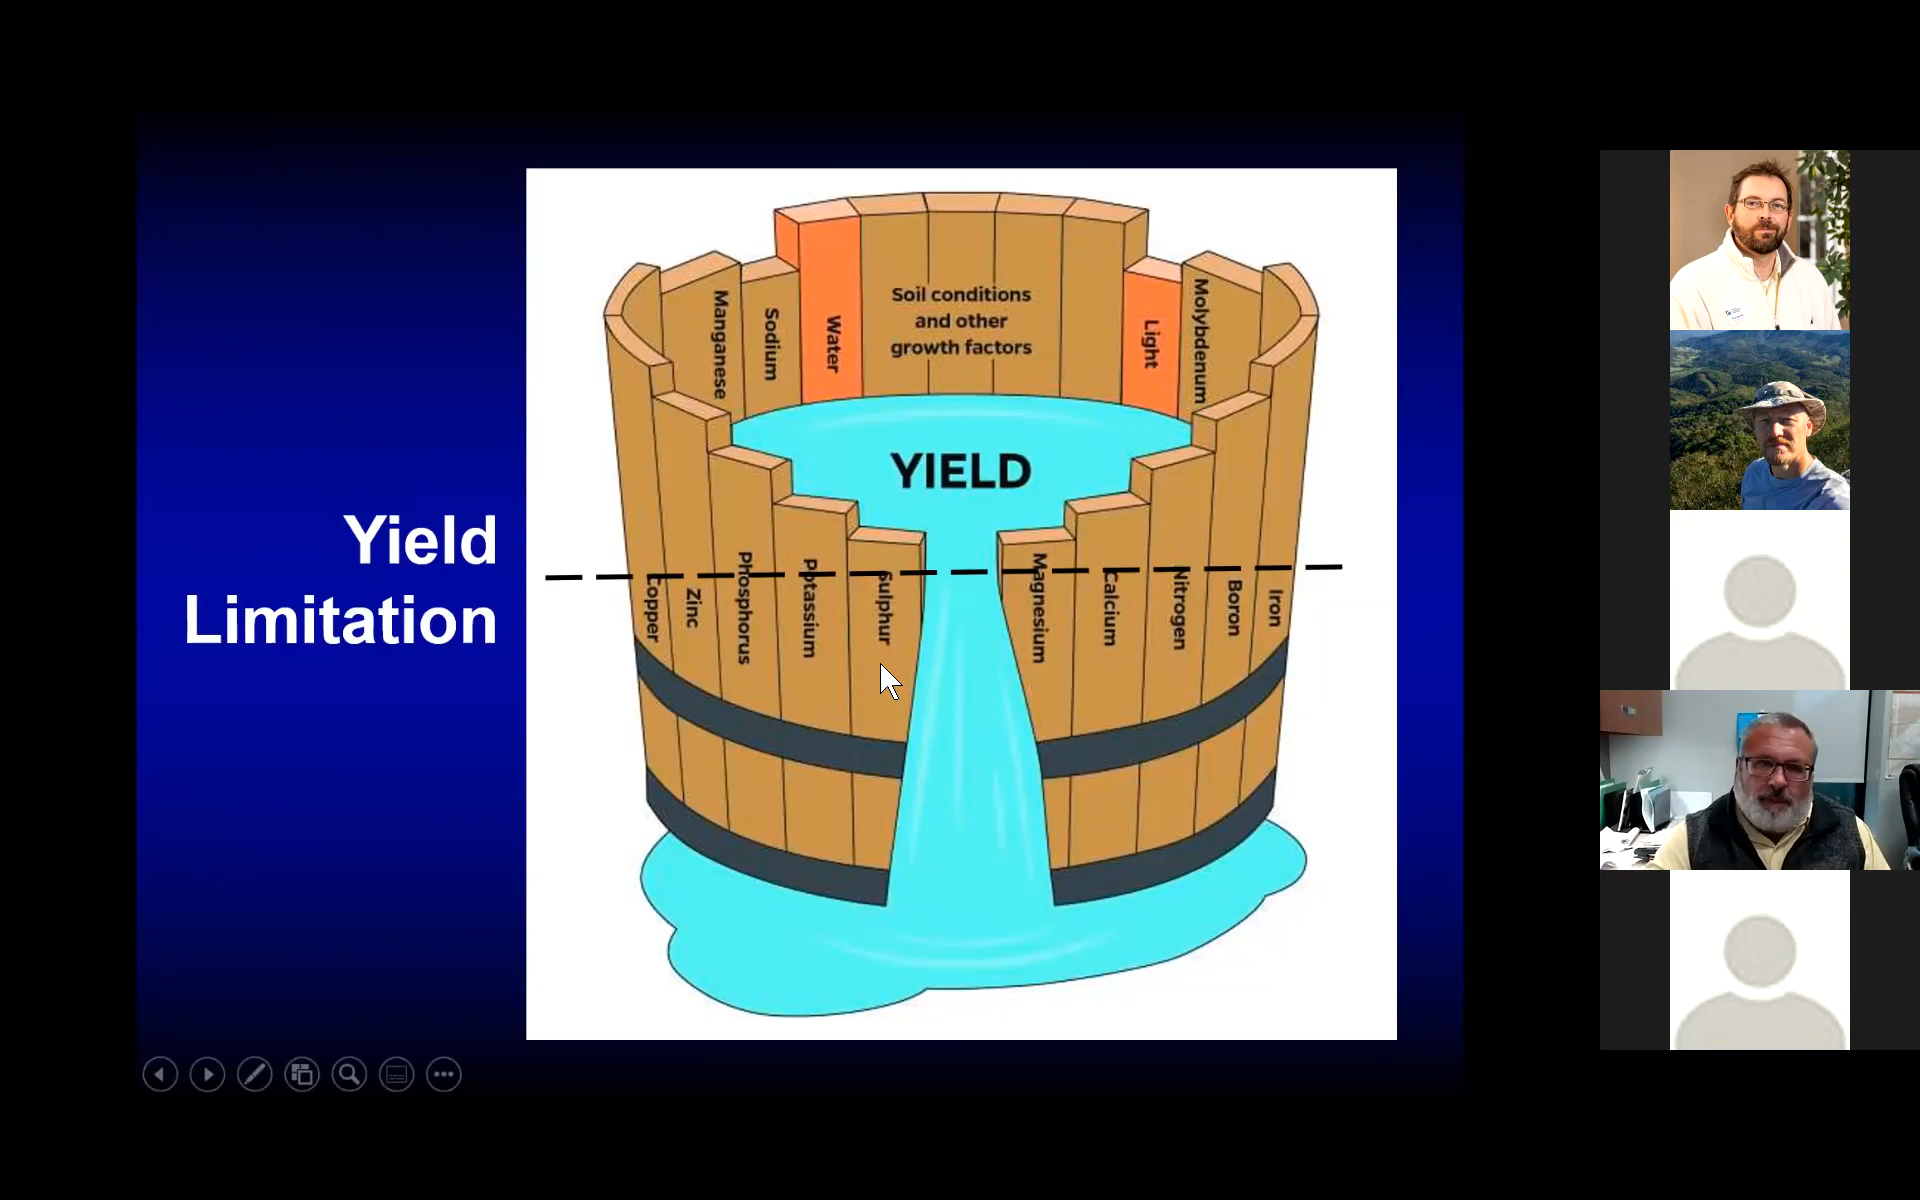 Yield
Limitation
Manganese
Sodium
Water
Soil conditions
and other
growth factors
Light
Molybdenum
YIELD
Copper
Zinc
Phosphorus
Potassium
Sulphur
Magnesium
Calcium
Nitrogen
Boron
Iron